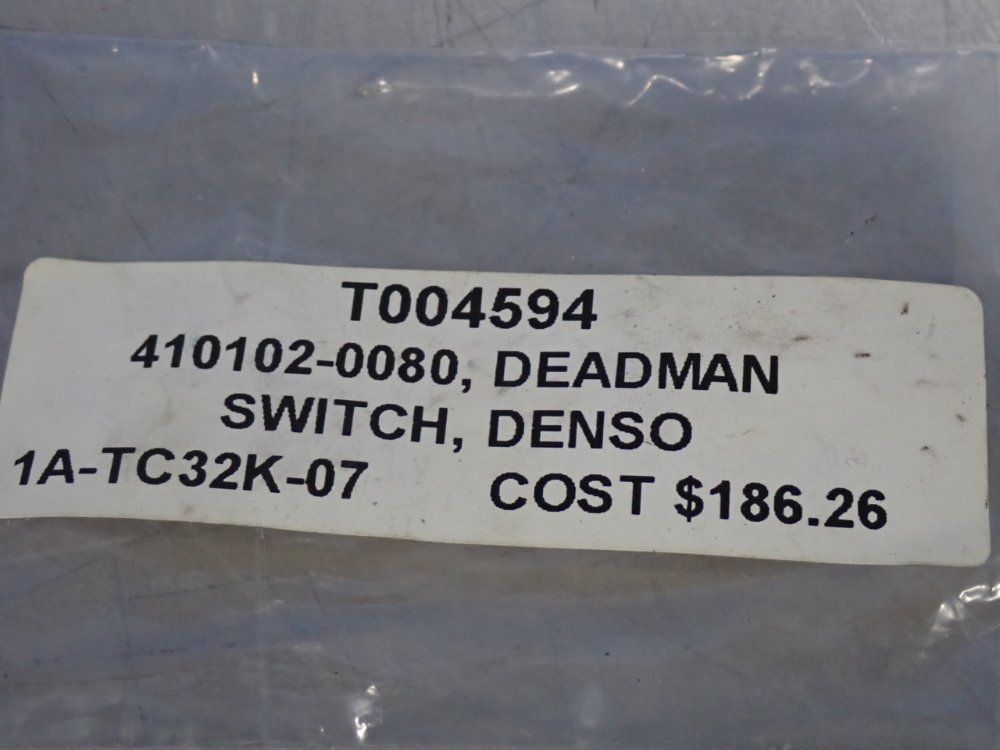 T004594
410102-0080, DEADMAN
SWITCH, DENSO
1A-TC32K-07 COST $186.26